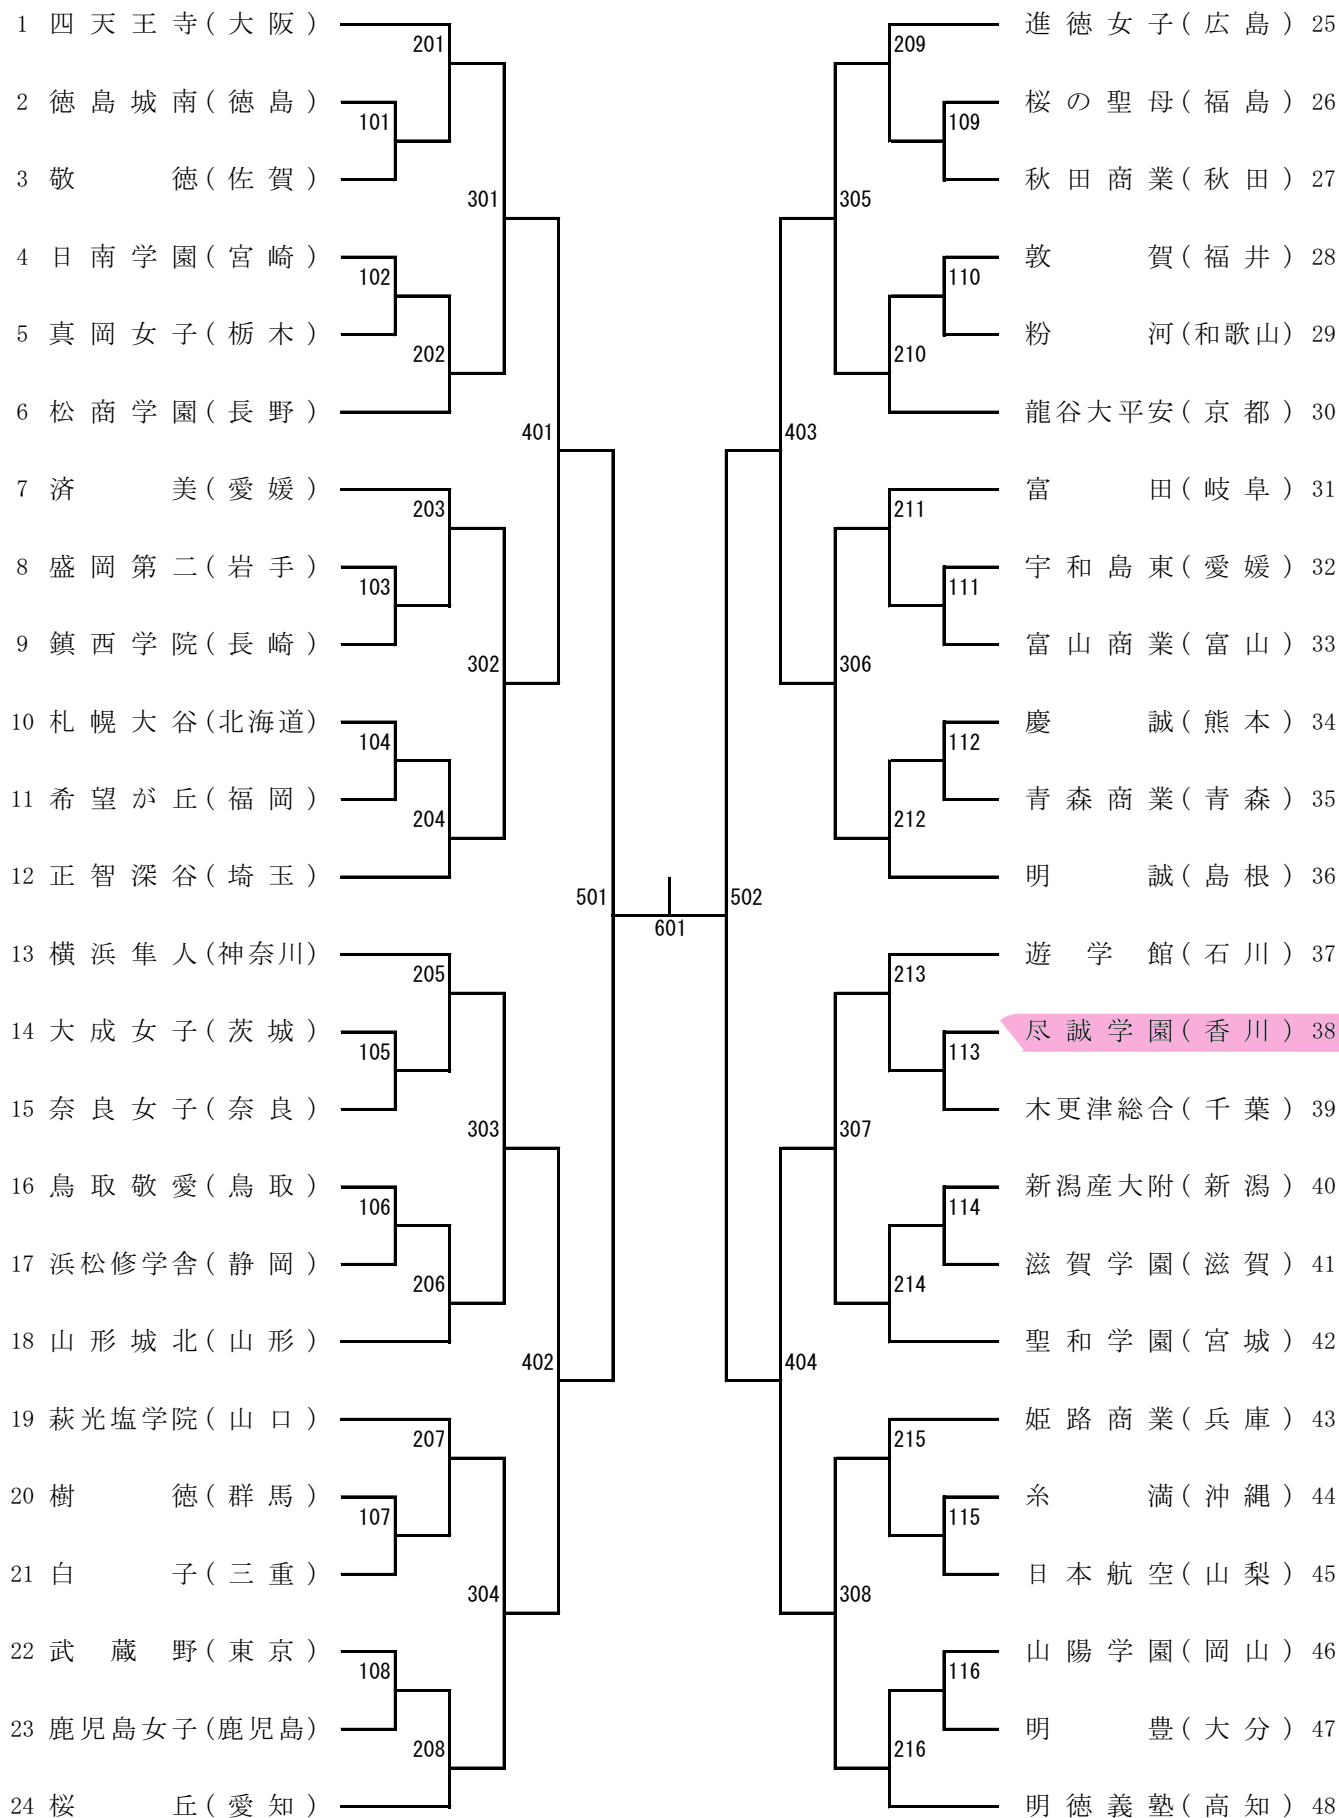 1 四天王寺(大阪)
201
2 徳島城南(徳島)
101
3 敬徳(佐賀)
301
4 日南学園(宮崎)
102
5 真岡女子(栃木)
202
6 松商学園(長野)
401
7 済美(愛媛)
203
8 盛岡第二(岩手)
103
9 鎮西学院(長崎)
302
10 札幌大谷(北海道)
104
11 希望が丘(福岡)
204
12 正智深谷(埼玉)
501
13 横浜隼人(神奈川)
205
14 大成女子(茨城)
105
15 奈良女子(奈良)
303
16 鳥取敬愛(鳥取)
106
17 浜松修学舎(静岡)
206
18 山形城北(山形)
402
19 萩光塩学院(山口)
207
20 樹徳(群馬)
107
21 白子(三重)
304
22 武蔵野(東京)
108
23 鹿児島女子(鹿児島)
208
24 桜丘(愛知)
601
進徳女子(広島) 25
209
桜の聖母(福島) 26
109
秋田商業(秋田) 27
305
敦賀(福井) 28
110
粉河(和歌山) 29
210
龍谷大平安(京都) 30
403
富田(岐阜) 31
211
宇和島東(愛媛) 32
111
富山商業(富山) 33
306
慶誠(熊本) 34
112
青森商業(青森) 35
212
明誠(島根) 36
502
遊学館(石川) 37
213
尽誠学園(香川) 38
113
木更津総合(千葉) 39
307
新潟産大附(新潟) 40
114
滋賀学園(滋賀) 41
214
聖和学園(宮城) 42
404
姫路商業(兵庫) 43
215
糸満(沖縄) 44
115
日本航空(山梨) 45
308
山陽学園(岡山) 46
116
明豊(大分) 47
216
明徳義塾(高知) 48